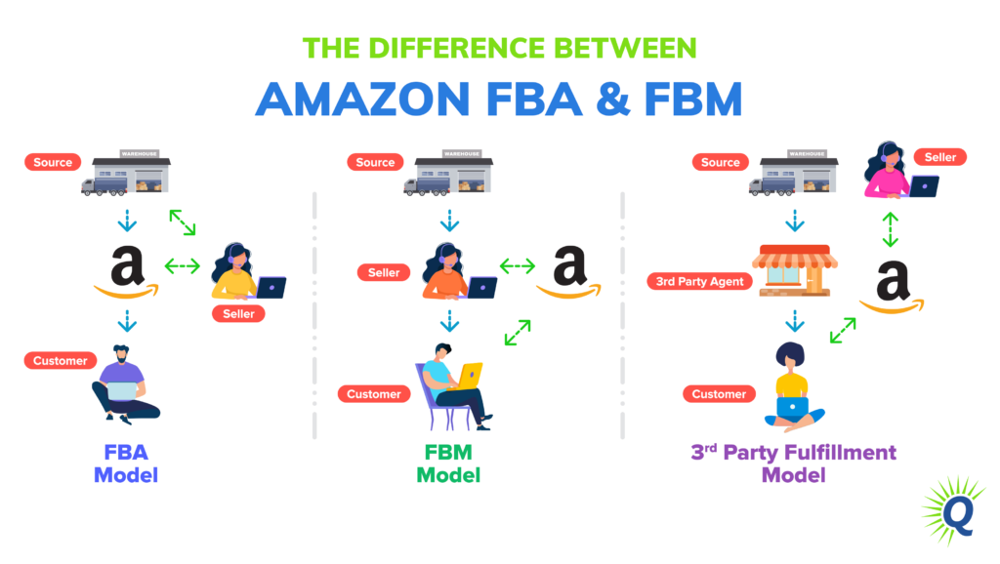 THE DIFFERENCE BETWEEN
AMAZON FBA & FBM
Source
WAREHOUSE
a
Seller
Customer
FBA
Model
Source
WAREHOUSE
Seller
a
Customer
FBM
Model
Source
WAREHOUSE
Seller
3rd Party Agent
a
Customer
3rd Party Fulfillment
Model
Q